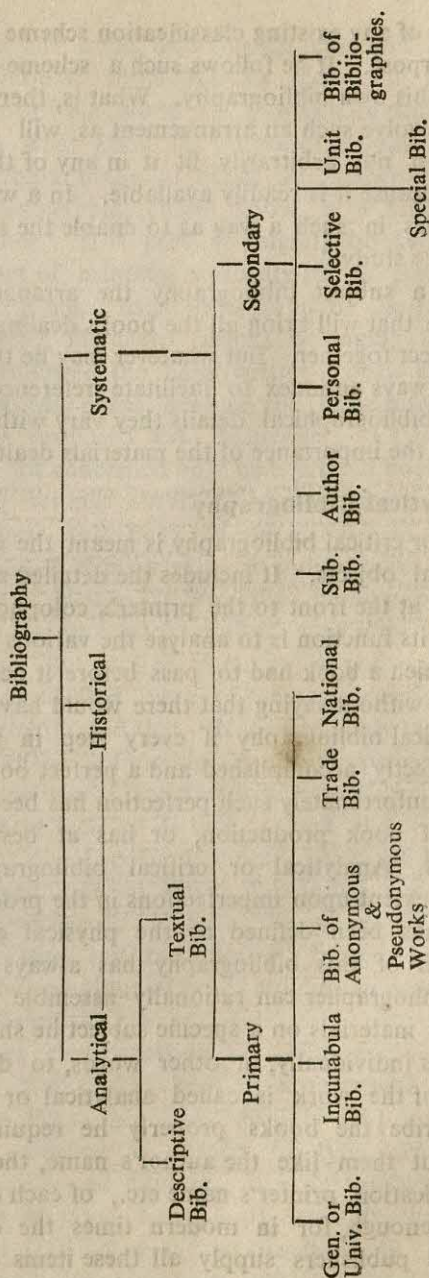 Bibliography
Analytical Historical Systematic
Descriptive
Bib.
Textual
Bib.
Primary Secondary
Gen. or
Univ. Bib.
Incunabula
Bib.
Bib. of
Anonymous
&
Pseudonymous
Works
Trade
Bib.
National
Bib.
Sub.
Bib.
Author
Bib.
Personal
Bib.
Selective
Bib.
Unit
Bib.
Bib. of
Biblio-
graphies.
Special Bib.